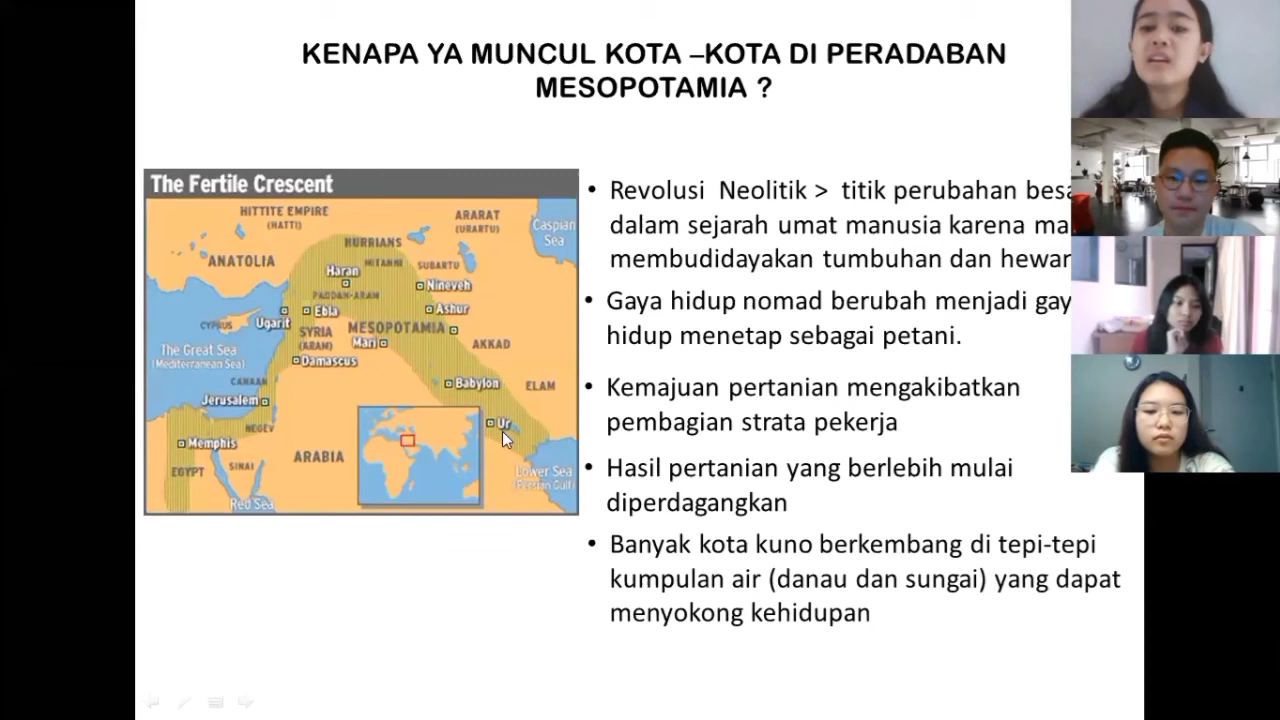 KENAPA YA MUNCUL KOTA –KOTA DI PERADABAN
MESOPOTAMIA ?
The Fertile Crescent
HITTITE EMPIRE
(HATTI)
ARARAT
(URARTU)
Caspian
Sea
HURRIANS
ANATOLIA
MITANNI
SUBARTU
Haran
Nineveh
PADDAN-ARAM
Ebla
Ashur
CYPRUS
Ugarit
SYRIA
(ARAM)
MESOPOTAMIA
Mari
AKKAD
The Great Sea
(Mediterranean Sea)
Damascus
CANAAN
Babylon
ELAM
Jerusalem
NEGEV
Ur
Memphis
ARABIA
EGYPT
SINAI
Lower Sea
(Persian Gulf)
Red Sea
• Revolusi Neolitik > titik perubahan
dalam sejarah umat manusia karena
membudidayakan tumbuhan dan
• Gaya hidup nomad berubah menjadi
hidup menetap sebagai petani.
• Kemajuan pertanian mengakibatkan
pembagian strata pekerja
• Hasil pertanian yang berlebih mulai
diperdagangkan
• Banyak kota kuno berkembang di tepi-tepi
kumpulan air (danau dan sungai) yang dapat
menyokong kehidupan